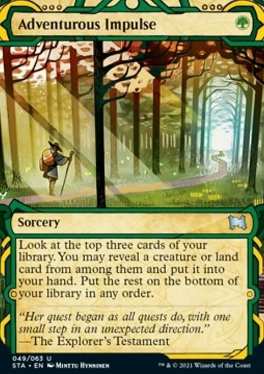 Adventurous Impulse
Sorcery
Look at the top three cards of your
library. You may reveal a creature or land
card from among them and put it into
your hand. Put the rest on the bottom of
your library in any order.
"Her quest began as all quests do, with one
small step in an unexpected direction."
—The Explorer's Testament
049/063 U
STA • EN MINTTU HYNNINEN
™ & © 2021 Wizards of the Coast